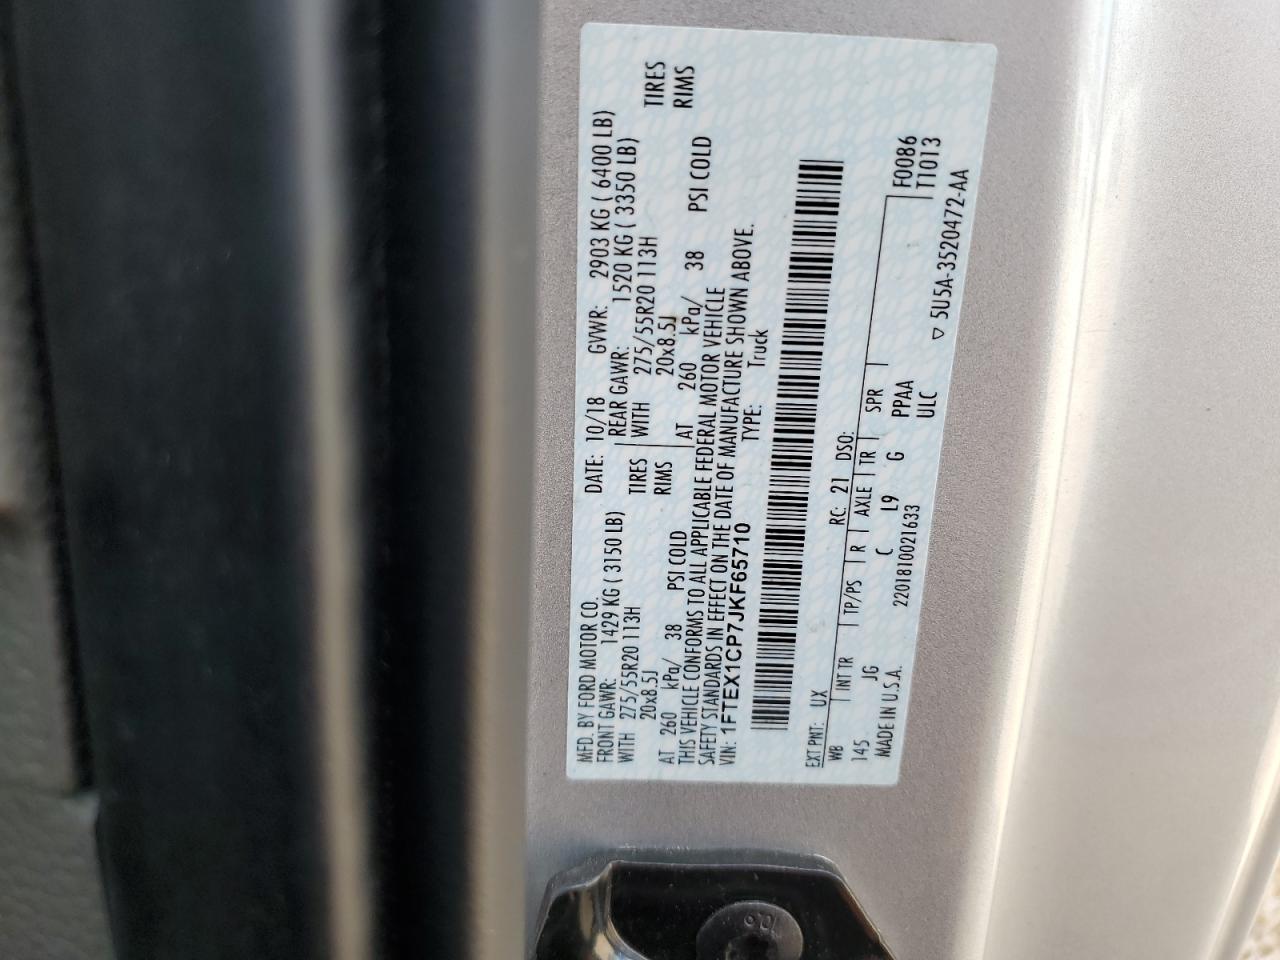 MFD. BY FORD MOTOR CO.
DATE: 10/18 GVWR: 2903 KG ( 6400 LB)
FRONT GAWR: 1429 KG ( 3150 LB) REAR GAWR: 1520 KG ( 3350 LB)
WITH 275/55R20 113H TIRES WITH 275/55R20 113H TIRES
20x8.5J RIMS 20x8.5J RIMS
AT 260 kPa/ 38 PSI COLD AT 260 kPa/ 38 PSI COLD
THIS VEHICLE CONFORMS TO ALL APPLICABLE FEDERAL MOTOR VEHICLE
SAFETY STANDARDS IN EFFECT ON THE DATE OF MANUFACTURE SHOWN ABOVE.
VIN: 1FTEX1CP7JKF65710 TYPE: Truck
EXT PNT: UX RC: 21 DSO: F0086
WB INT TR TP/PS R AXLE TR SPR T1013
145 JG C L9 G PPAA
MADE IN U.S.A. 2201810021633 ULC ▽ 5U5A-3520472-AA